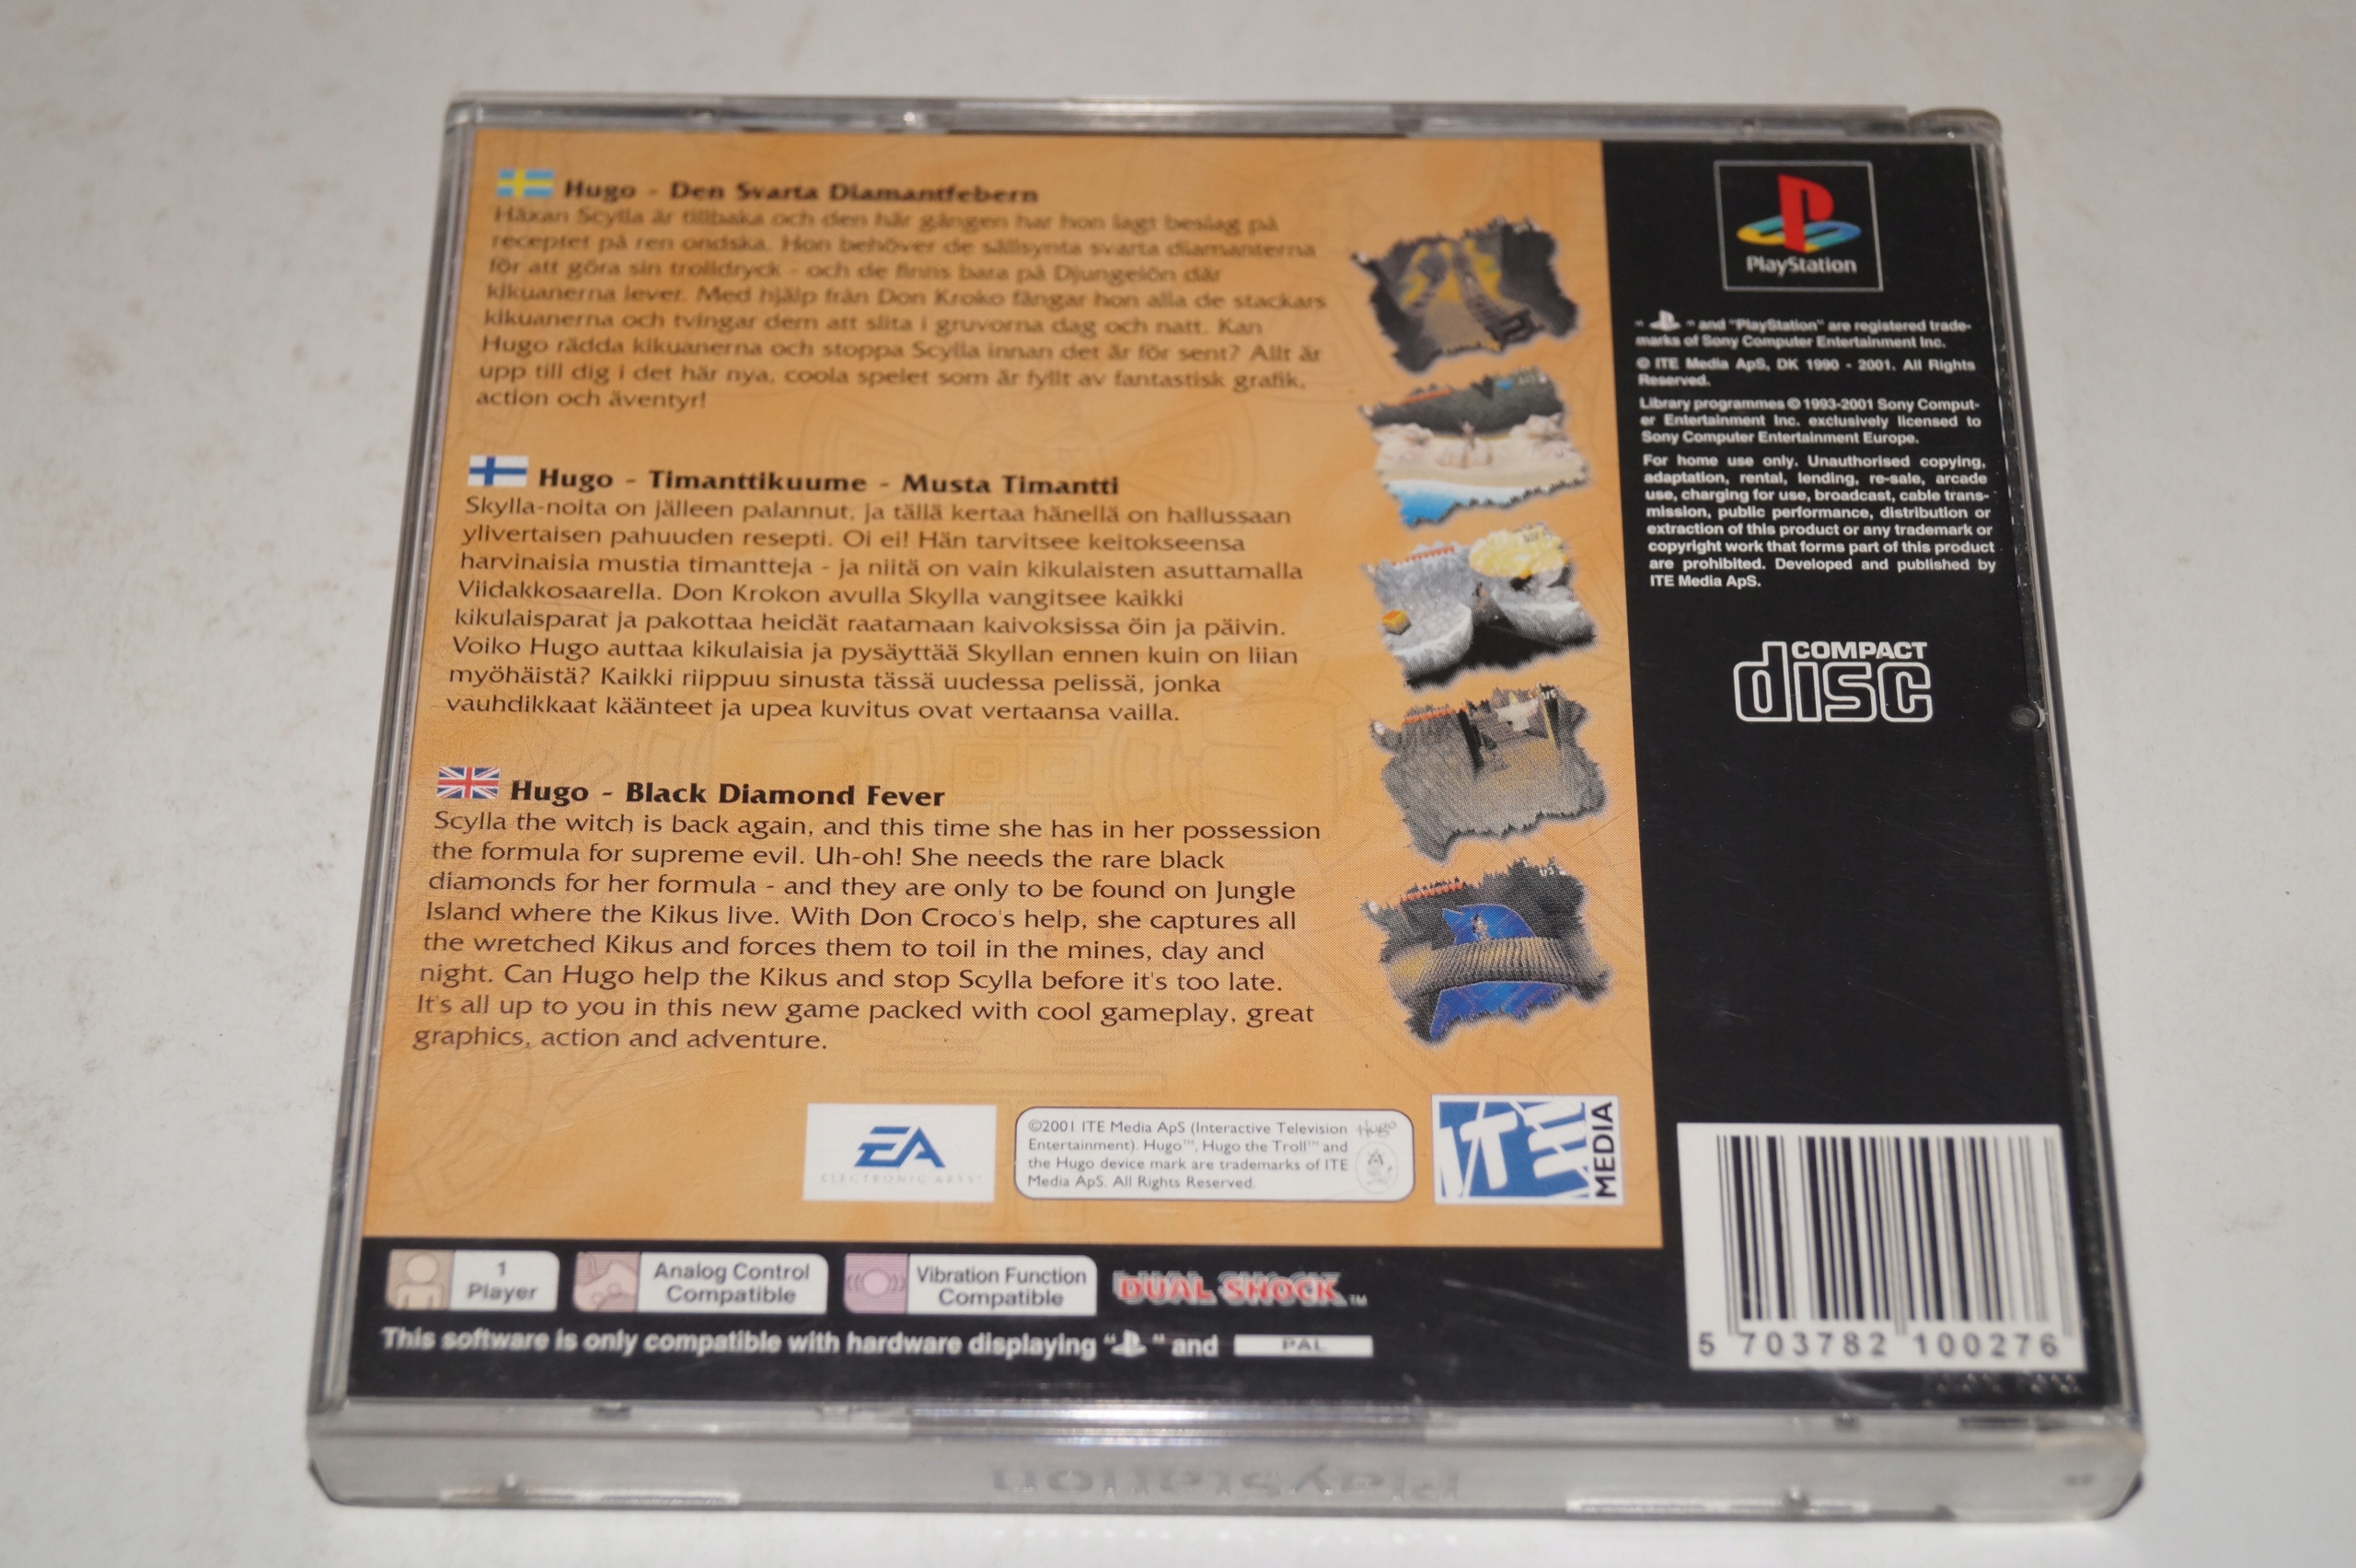 Hugo - Den Svarta Diamantfebern
Häxan Scylla är tillbaka och den här gången har hon lagt beslag på
receptet på ren ondska. Hon behöver de sällsynta svarta diamanterna
för att göra sin trolldryck - och de finns bara på Djungelön där
kikuanerna lever. Med hjälp från Don Kroko fångar hon alla de stackars
kikuanerna och tvingar dem att slita i gruvorna dag och natt. Kan
Hugo rädda kikuanerna och stoppa Scylla innan det är för sent? Allt är
upp till dig i det här nya, coola spelet som är fyllt av fantastisk grafik,
action och äventyr!
Hugo - Timanttikuume - Musta Timantti
Skylla-noita on jälleen palannut, ja tällä kertaa hänellä on hallussaan
ylivertaisen pahuuden resepti. Oi ei! Hän tarvitsee keitokseensa
harvinaisia mustia timantteja - ja niitä on vain kikulaisten asuttamalla
Viidakkosaarella. Don Krokon avulla Skylla vangitsee kaikki
kikulaisparat ja pakottaa heidät raatamaan kaivoksissa öin ja päivin.
Voiko Hugo auttaa kikulaisia ja pysäyttää Skyllan ennen kuin on liian
myöhäistä? Kaikki riippuu sinusta tässä uudessa pelissä, jonka
vauhdikkaat käänteet ja upea kuvitus ovat vertaansa vailla.
Hugo - Black Diamond Fever
Scylla the witch is back again, and this time she has in her possession
the formula for supreme evil. Uh-oh! She needs the rare black
diamonds for her formula - and they are only to be found on Jungle
Island where the Kikus live. With Don Croco's help, she captures all
the wretched Kikus and forces them to toil in the mines, day and
night. Can Hugo help the Kikus and stop Scylla before it's too late.
It's all up to you in this new game packed with cool gameplay, great
graphics, action and adventure.
EA
ELECTRONIC ARTS™
©2001 ITE Media ApS (Interactive Television
Entertainment). Hugo™, Hugo the Troll™ and
the Hugo device mark are trademarks of ITE
Media ApS. All Rights Reserved.
Hugo
ITE
MEDIA
1
Player
Analog Control
Compatible
Vibration Function
Compatible
DUAL SHOCK™
This software is only compatible with hardware displaying " " and PAL
PlayStation
" " and "PlayStation" are registered trade-
marks of Sony Computer Entertainment Inc.
© ITE Media ApS, DK 1990 - 2001. All Rights
Reserved.
Library programmes © 1993-2001 Sony Comput-
er Entertainment Inc. exclusively licensed to
Sony Computer Entertainment Europe.
For home use only. Unauthorised copying,
adaptation, rental, lending, re-sale, arcade
use, charging for use, broadcast, cable trans-
mission, public performance, distribution or
extraction of this product or any trademark or
copyright work that forms part of this product
are prohibited. Developed and published by
ITE Media ApS.
COMPACT
disc
5 703782 100276
PlayStation